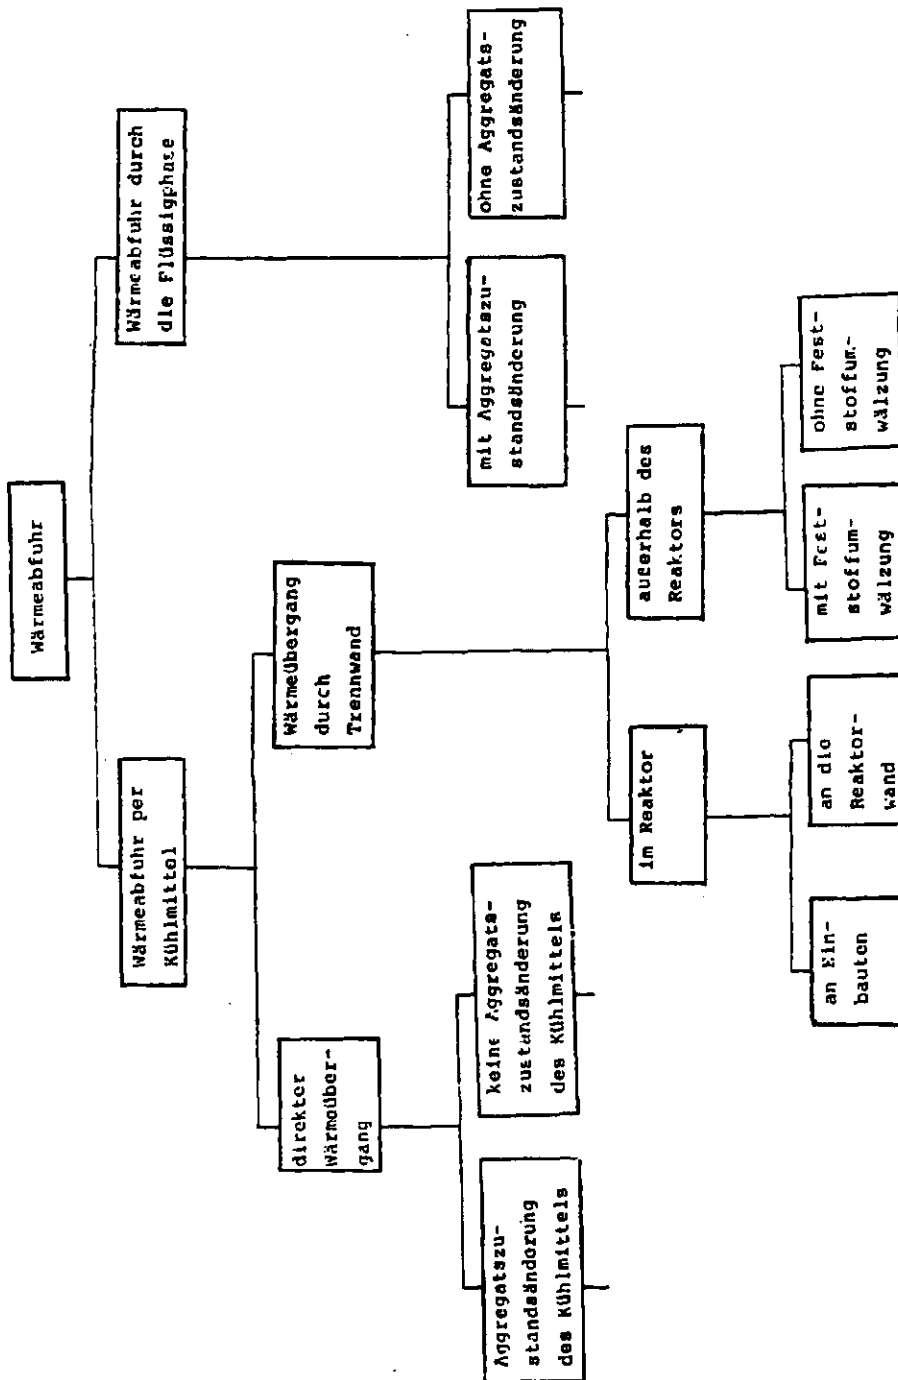 Wärmeabfuhr
Wärmeabfuhr per
Kühlmittel
Wärmeabfuhr durch
die Flüssigphase
direkter
Wärmeüber-
gang
Wärmeübergang
durch
Trennwand
Aggregatszu-
standsänderung
des Kühlmittels
keine Aggregats-
zustandsänderung
des Kühlmittels
mit Aggregatszu-
standsänderung
ohne Aggregats-
zustandsänderung
im Reaktor
außerhalb des
Reaktors
an Ein-
bauten
an die
Reaktor-
wand
mit Fest-
stoffum-
wälzung
ohne Fest-
stoffum-
wälzung